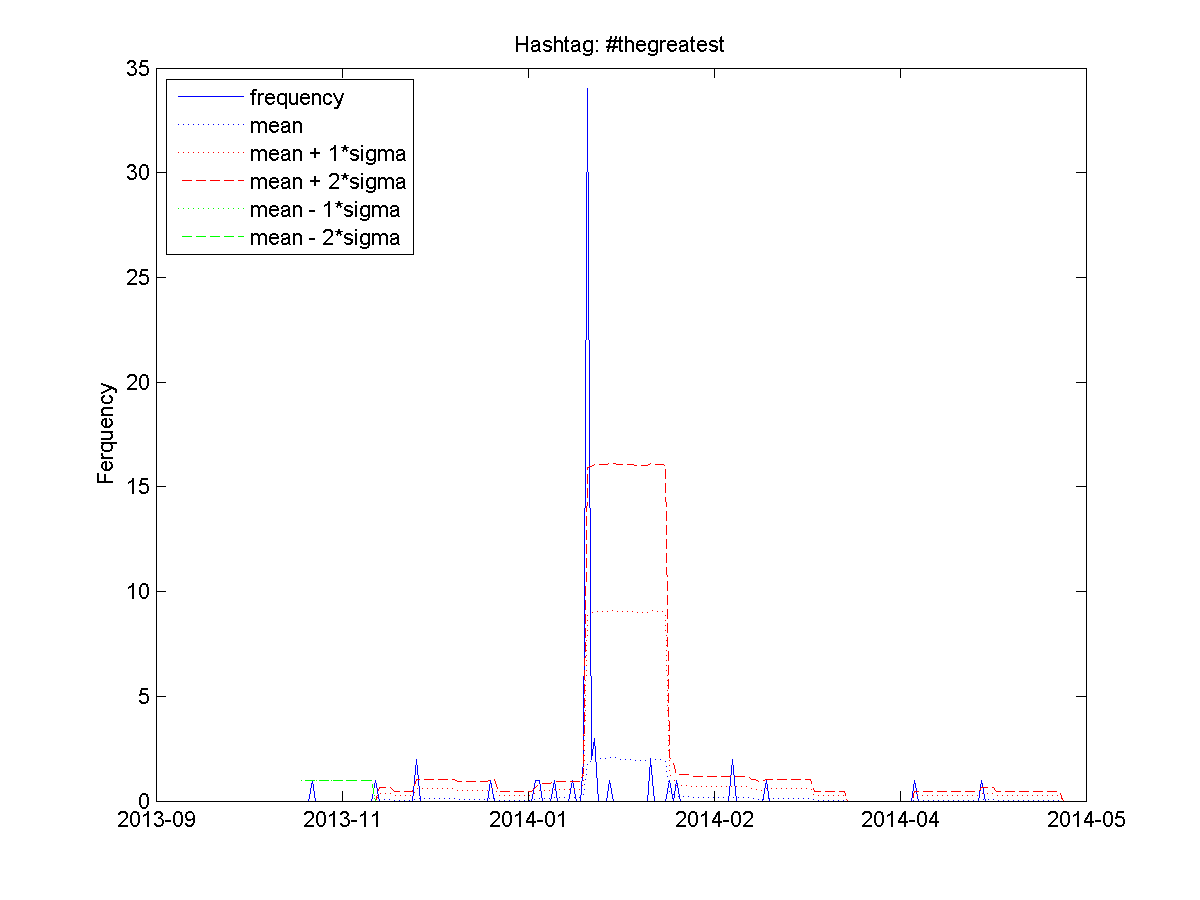 Hashtag: #thegreatest
35
30
25
20
15
10
5
0
Ferquency
frequency
mean
mean + 1*sigma
mean + 2*sigma
mean - 1*sigma
mean - 2*sigma
2013-09 2013-11 2014-01 2014-02 2014-04 2014-05